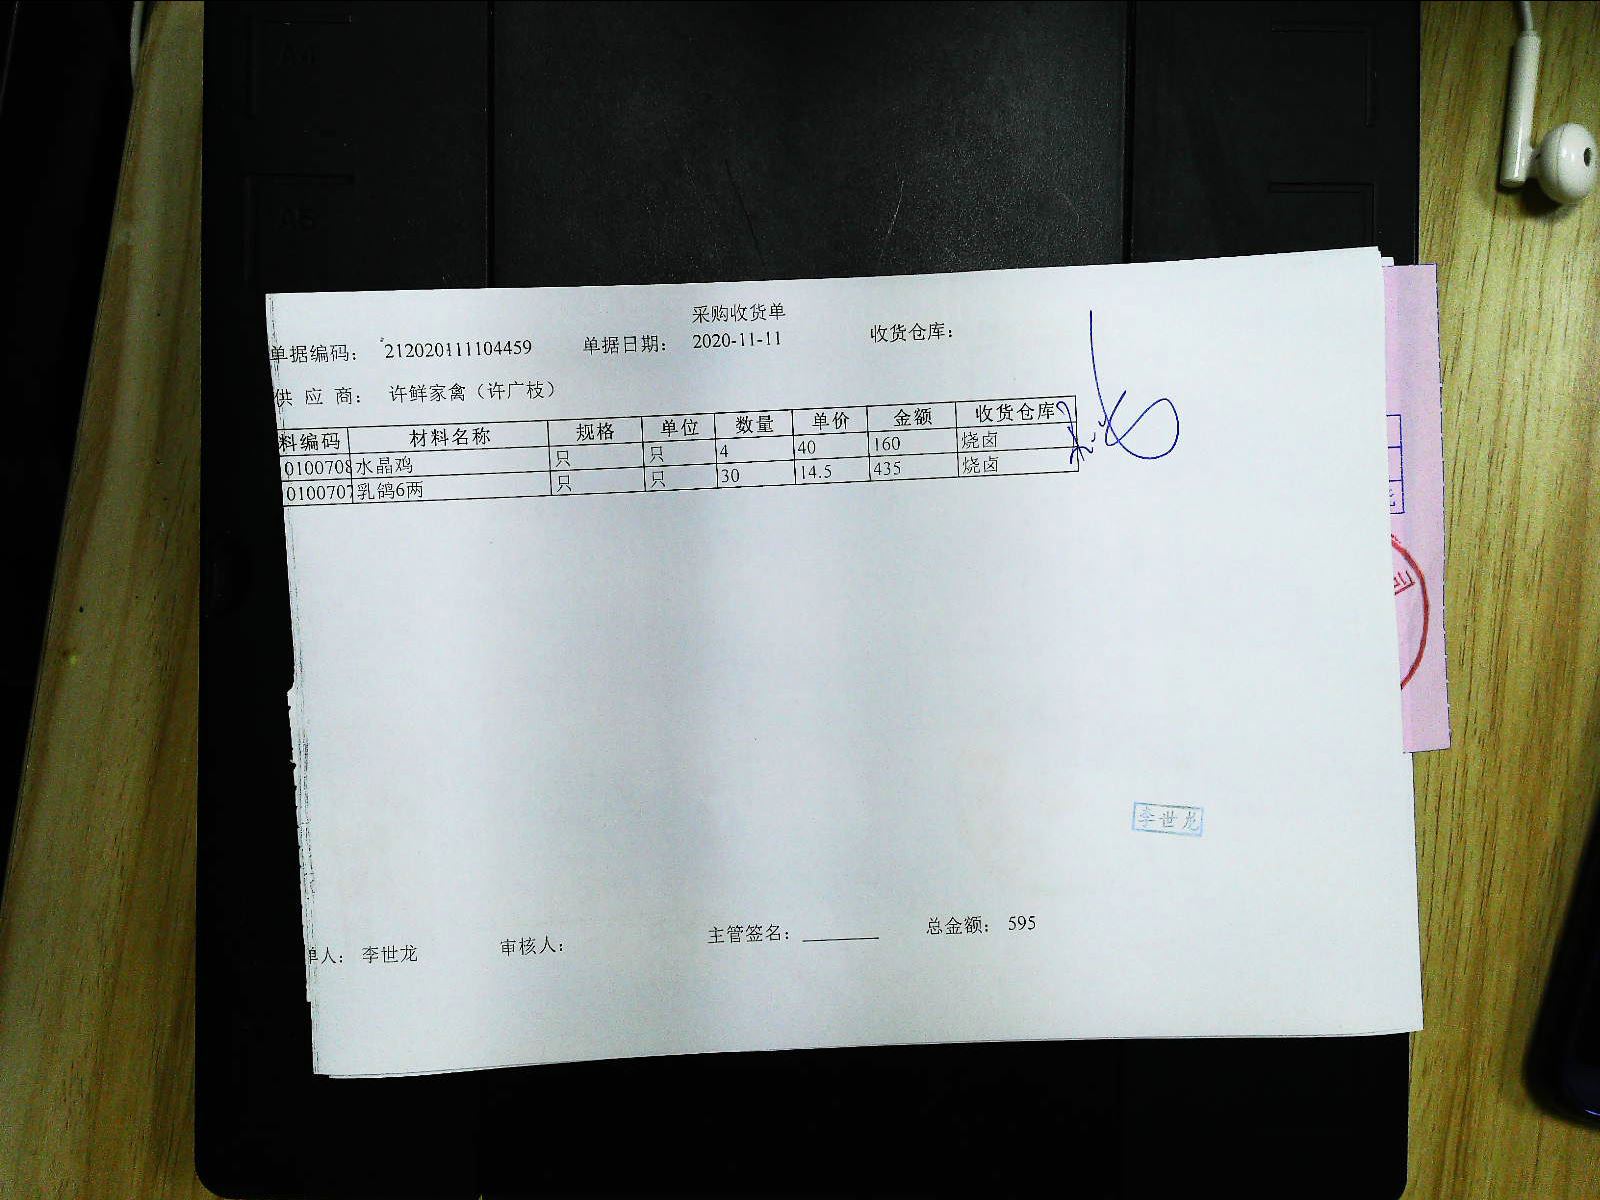 A4
A5
采购收货单
单据编码： 212020111104459 单据日期： 2020-11-11 收货仓库：
供 应 商： 许鲜家禽（许广枝）
料编码 材料名称 规格 单位 数量 单价 金额 收货仓库
0100708 水晶鸡 只 只 4 40 160 烧卤
0100707 乳鸽6两 只 只 30 14.5 435 烧卤
李世龙
单人： 李世龙 审核人： 主管签名： 总金额： 595